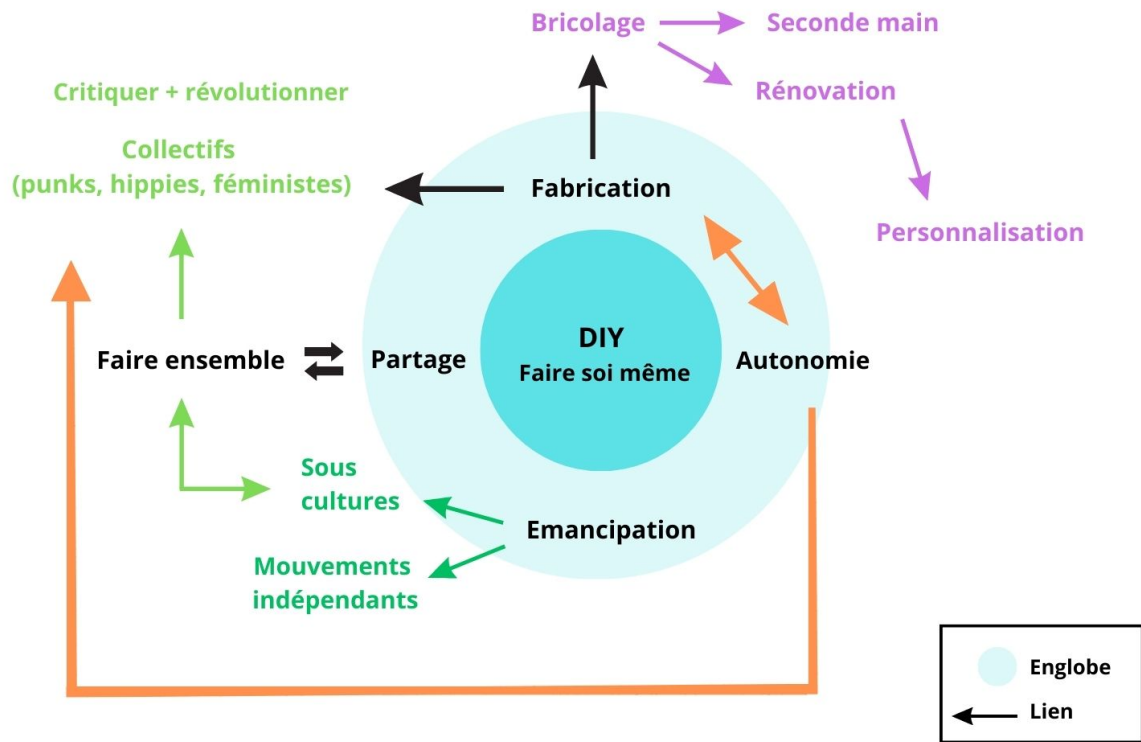 Bricolage
Seconde main
Critiquer + révolutionner
Rénovation
Collectifs
(punks, hippies, féministes)
Fabrication
Personnalisation
DIY
Faire soi même
Faire ensemble
Partage
Autonomie
Sous
cultures
Emancipation
Mouvements
indépendants
Englobe
Lien